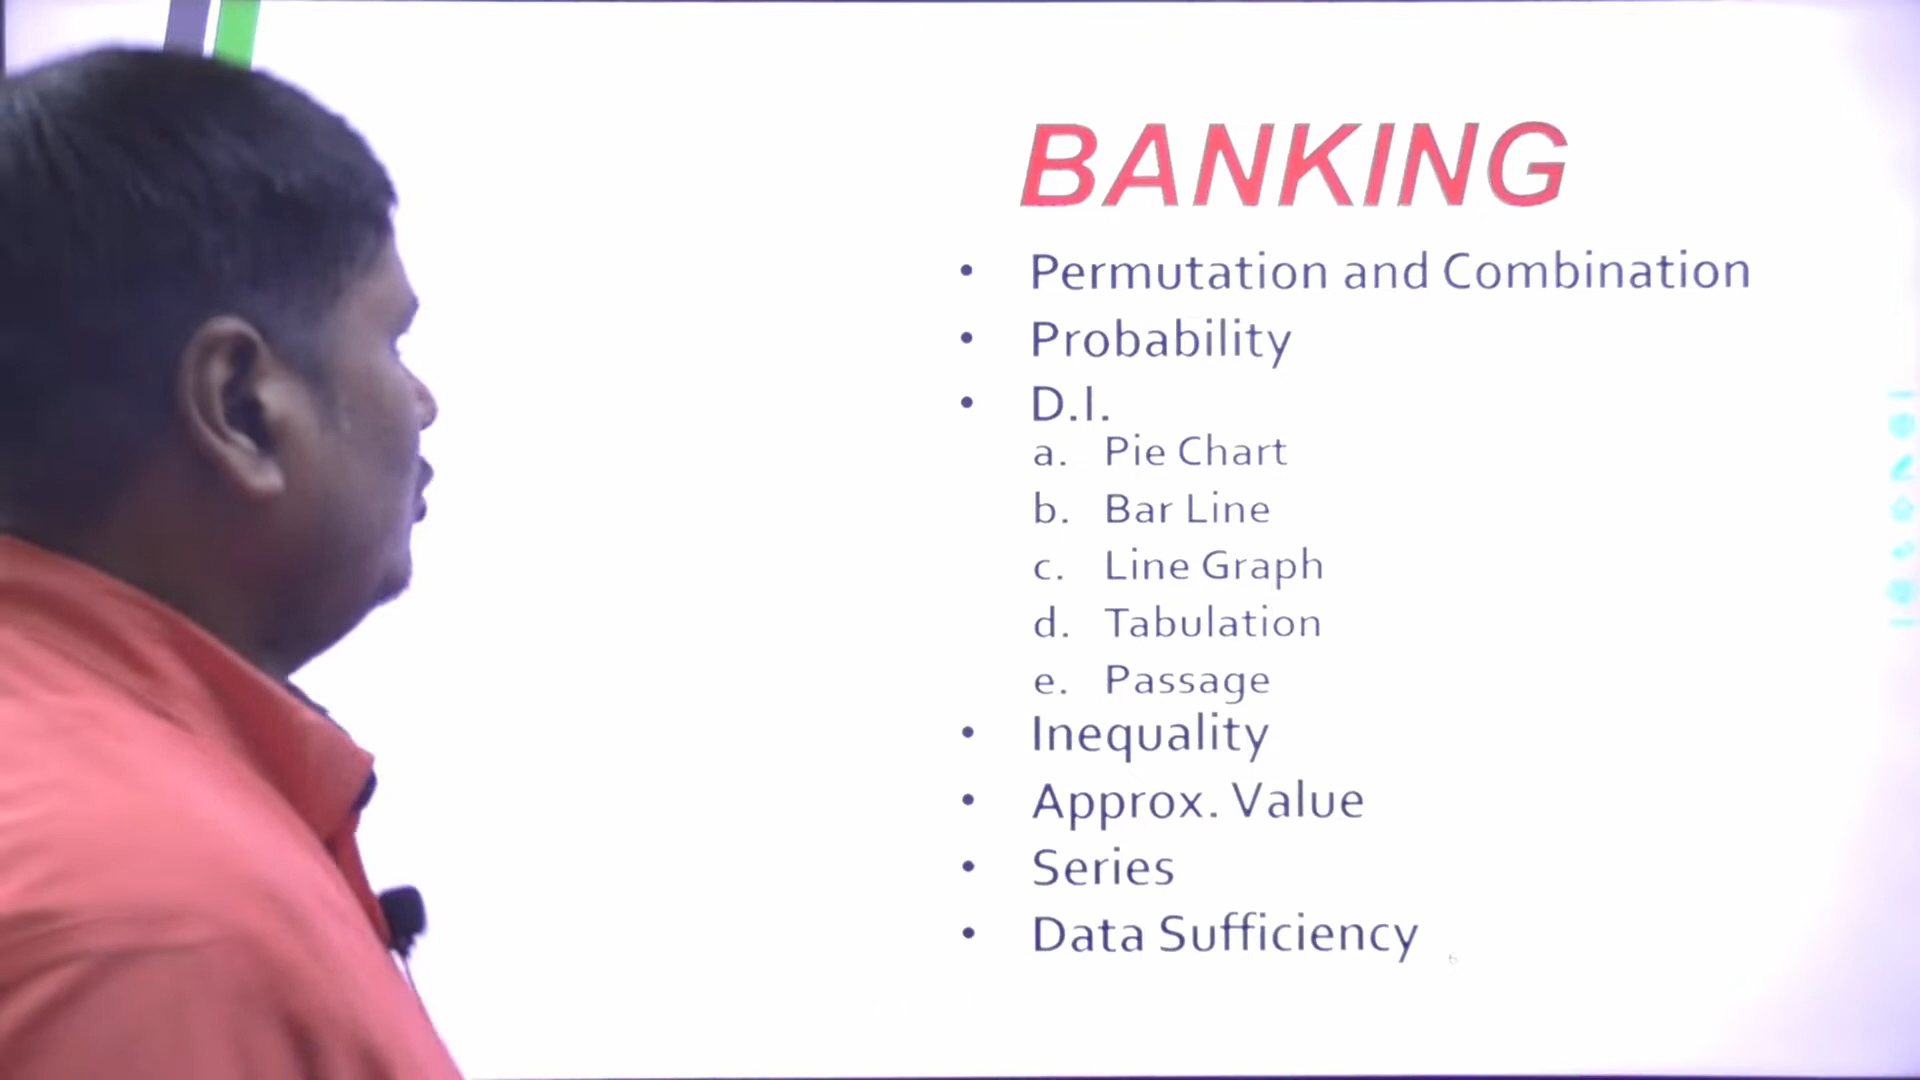 BANKING
• Permutation and Combination
• Probability
• D.I.
a. Pie Chart
b. Bar Line
c. Line Graph
d. Tabulation
e. Passage
• Inequality
• Approx. Value
• Series
• Data Sufficiency